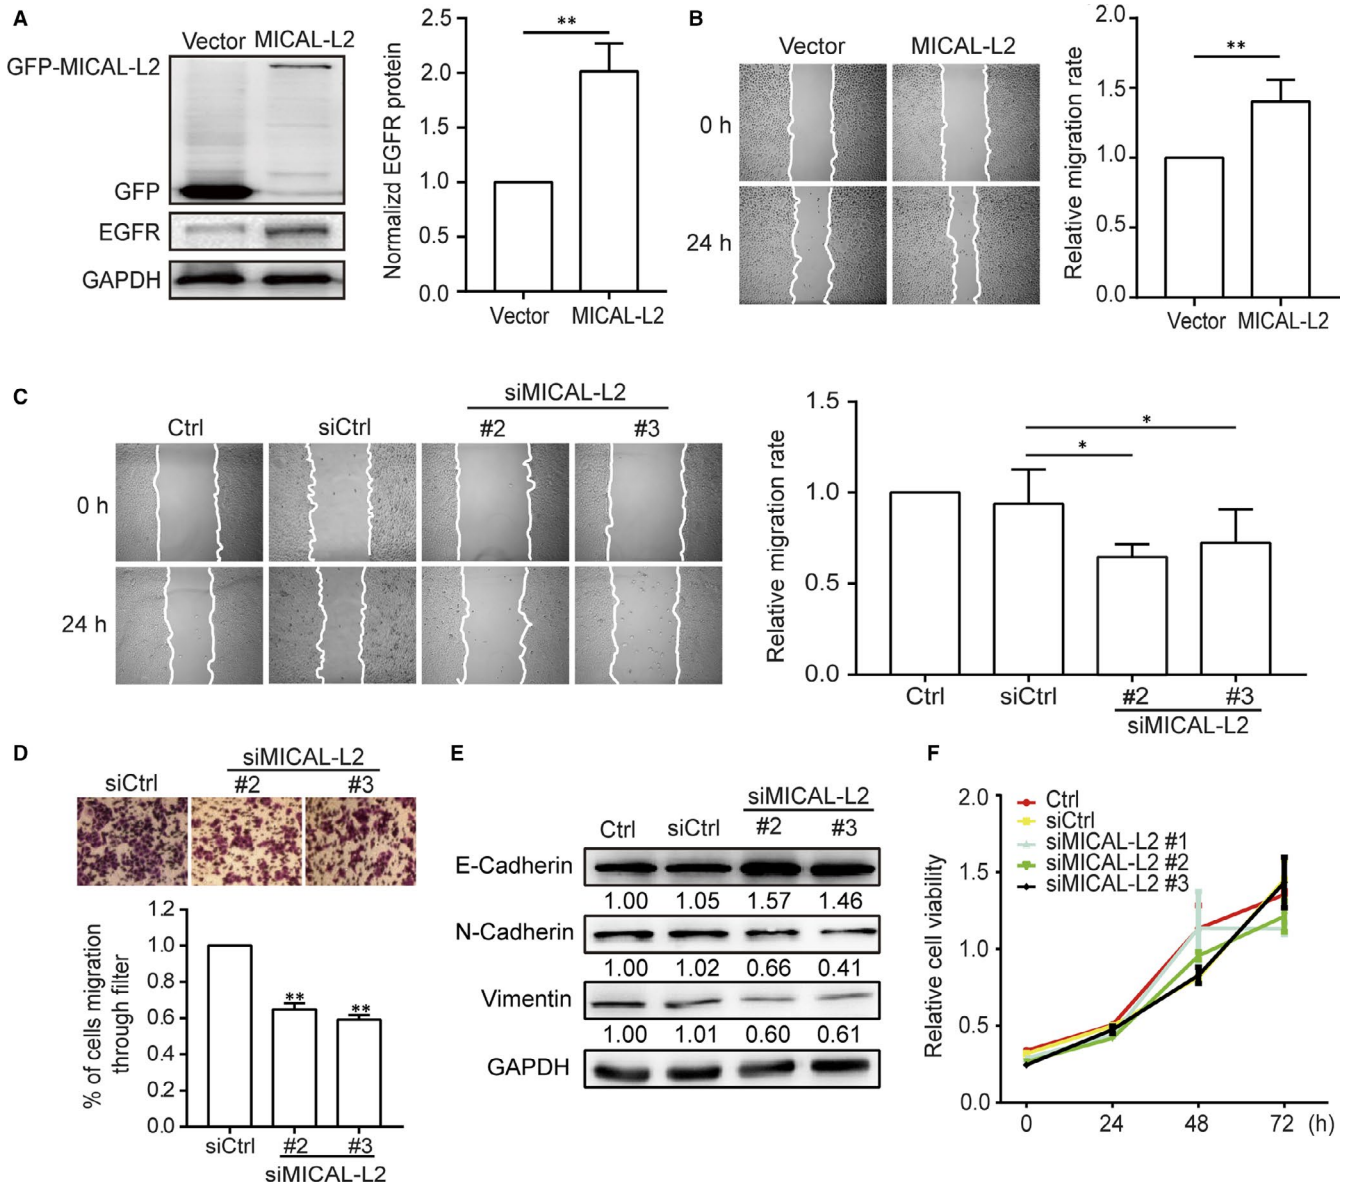 A
Vector MICAL-L2
GFP-MICAL-L2
GFP
EGFR
GAPDH
Normalizd EGFR protein
2.5
2.0
1.5
1.0
0.5
0.0
**
Vector MICAL-L2
B
Vector MICAL-L2
0 h
24 h
Relative migration rate
2.0
1.5
1.0
0.5
0.0
**
Vector MICAL-L2
C
siMICAL-L2
Ctrl siCtrl #2 #3
0 h
24 h
Relative migration rate
1.5
1.0
0.5
0.0
*
*
Ctrl siCtrl #2 #3
siMICAL-L2
D
siMICAL-L2
siCtrl #2 #3
% of cells migration
through filter
1.2
1.0
0.8
0.6
0.4
0.2
0.0
** **
siCtrl #2 #3
siMICAL-L2
E
siMICAL-L2
Ctrl siCtrl #2 #3
E-Cadherin
1.00 1.05 1.57 1.46
N-Cadherin
1.00 1.02 0.66 0.41
Vimentin
1.00 1.01 0.60 0.61
GAPDH
F
Relative cell viability
2.0
1.5
1.0
0.5
0.0
Ctrl
siCtrl
siMICAL-L2 #1
siMICAL-L2 #2
siMICAL-L2 #3
0 24 48 72 (h)